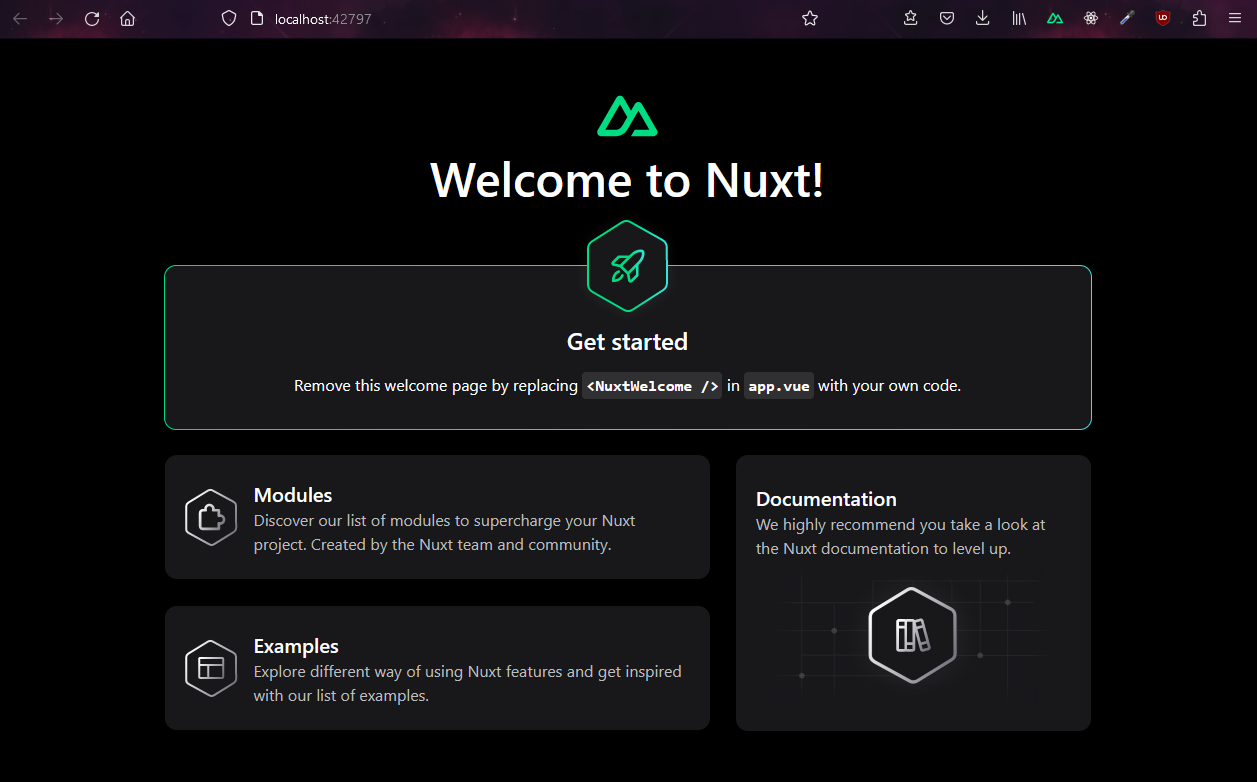 localhost:42797
Welcome to Nuxt!
Get started
Remove this welcome page by replacing <NuxtWelcome /> in app.vue with your own code.
Modules
Discover our list of modules to supercharge your Nuxt
project. Created by the Nuxt team and community.
Documentation
We highly recommend you take a look at
the Nuxt documentation to level up.
Examples
Explore different way of using Nuxt features and get inspired
with our list of examples.